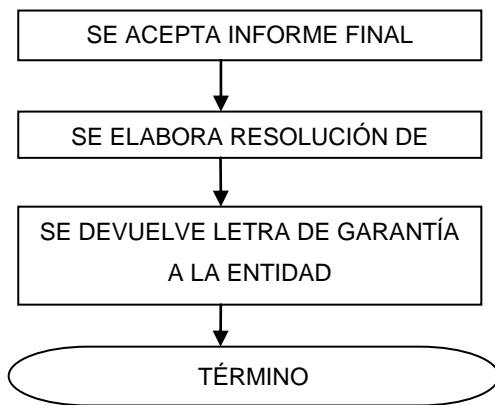 SE ACEPTA INFORME FINAL
SE ELABORA RESOLUCIÓN DE
SE DEVUELVE LETRA DE GARANTÍA
A LA ENTIDAD
TÉRMINO